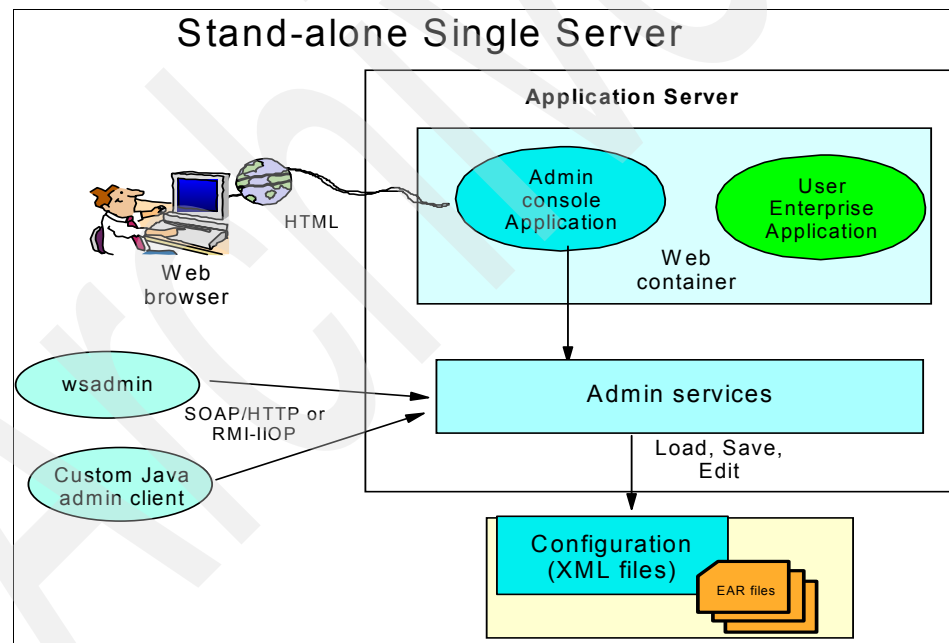 Stand-alone Single Server
Application Server
Admin
console
Application
User
Enterprise
Application
HTML
Web
container
Web
browser
wsadmin
SOAP/HTTP or
RMI-IIOP
Admin services
Custom Java
admin client
Load, Save,
Edit
Configuration
(XML files)
EAR files